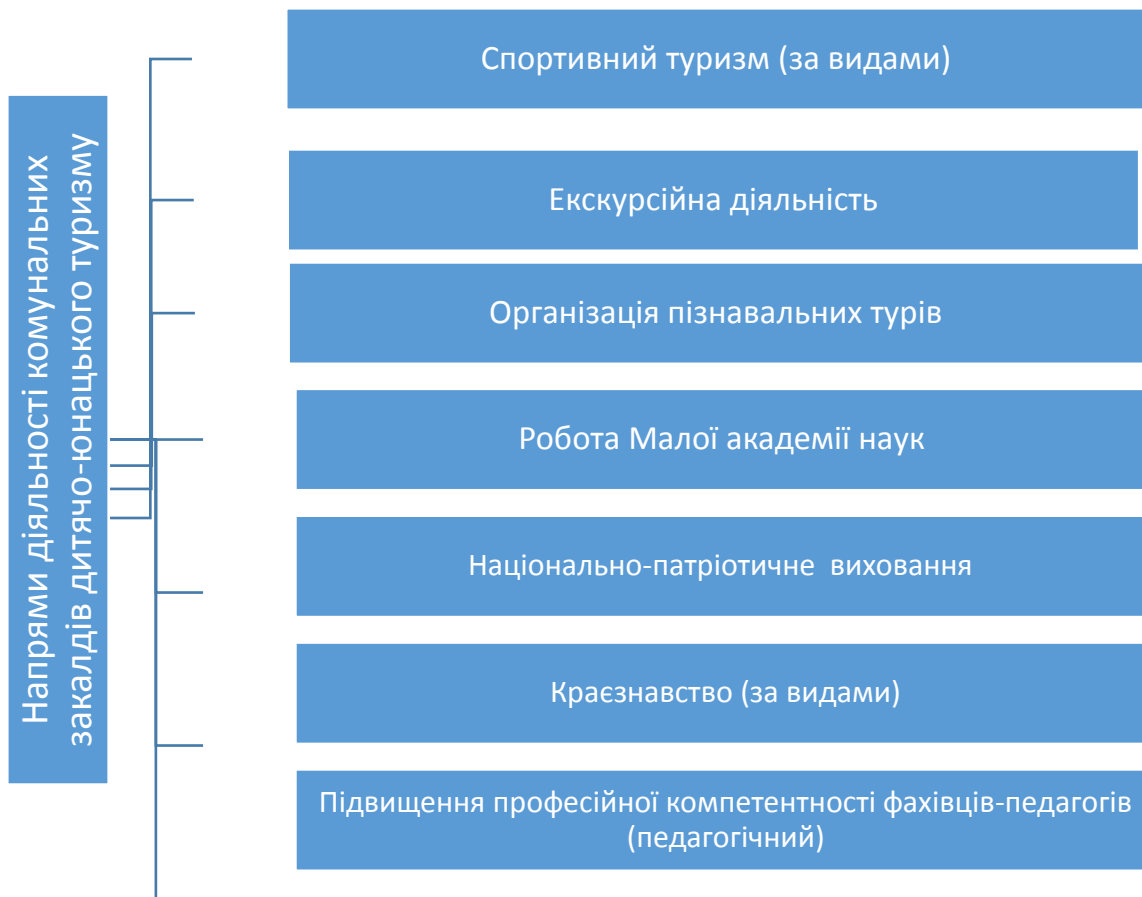 Напрями діяльності комунальних
закалдів дитячо-юнацького туризму
Спортивний туризм (за видами)
Екскурсійна діяльність
Організація пізнавальних турів
Робота Малої академії наук
Національно-патріотичне виховання
Краєзнавство (за видами)
Підвищення професійної компетентності фахівців-педагогів
(педагогічний)